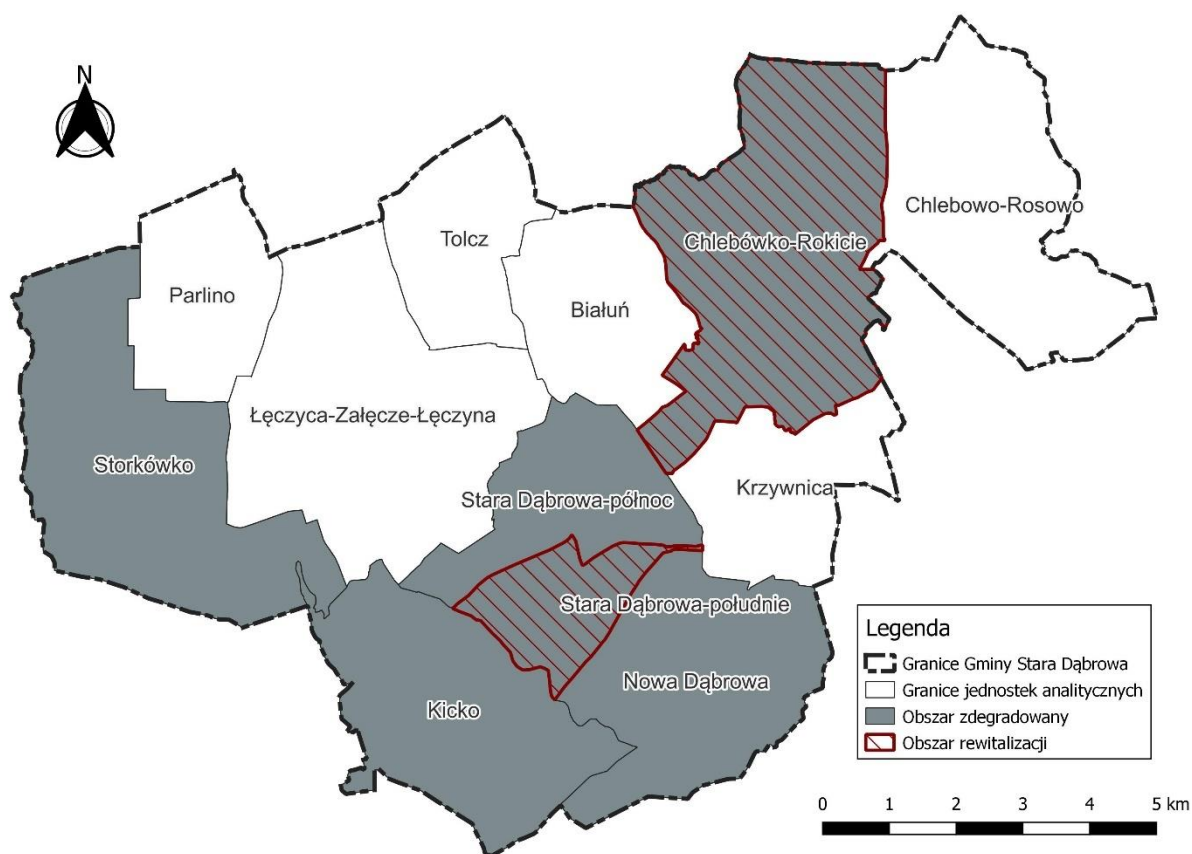 N
Chlebowo-Rosowo
Tolcz
Chlebówko-Rokicie
Parlino
Białuń
Łęczyca-Załęcze-Łęczyna
Storkówko
Krzywnica
Stara Dąbrowa-północ
Stara Dąbrowa-południe
Nowa Dąbrowa
Kicko
Legenda
Granice Gminy Stara Dąbrowa
Granice jednostek analitycznych
Obszar zdegradowany
Obszar rewitalizacji
0 1 2 3 4 5 km